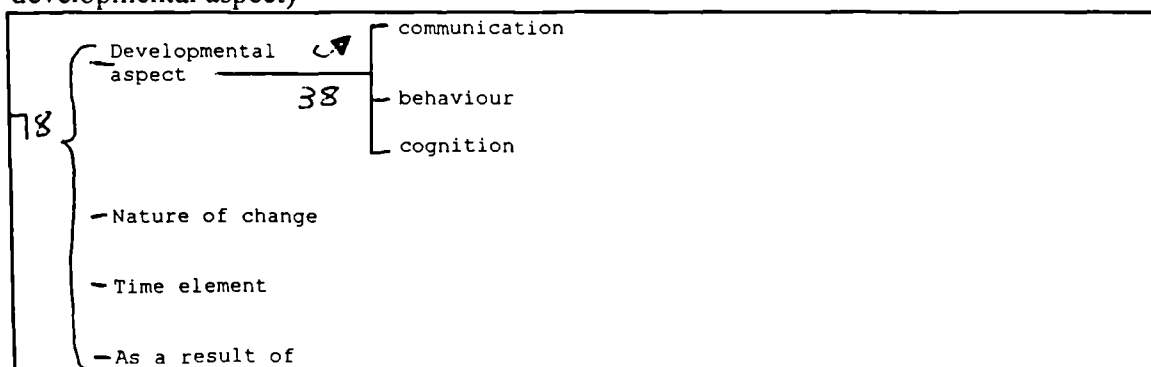 developmental aspect)
communication
Developmental
aspect
38
behaviour
18
cognition
Nature of change
Time element
As a result of